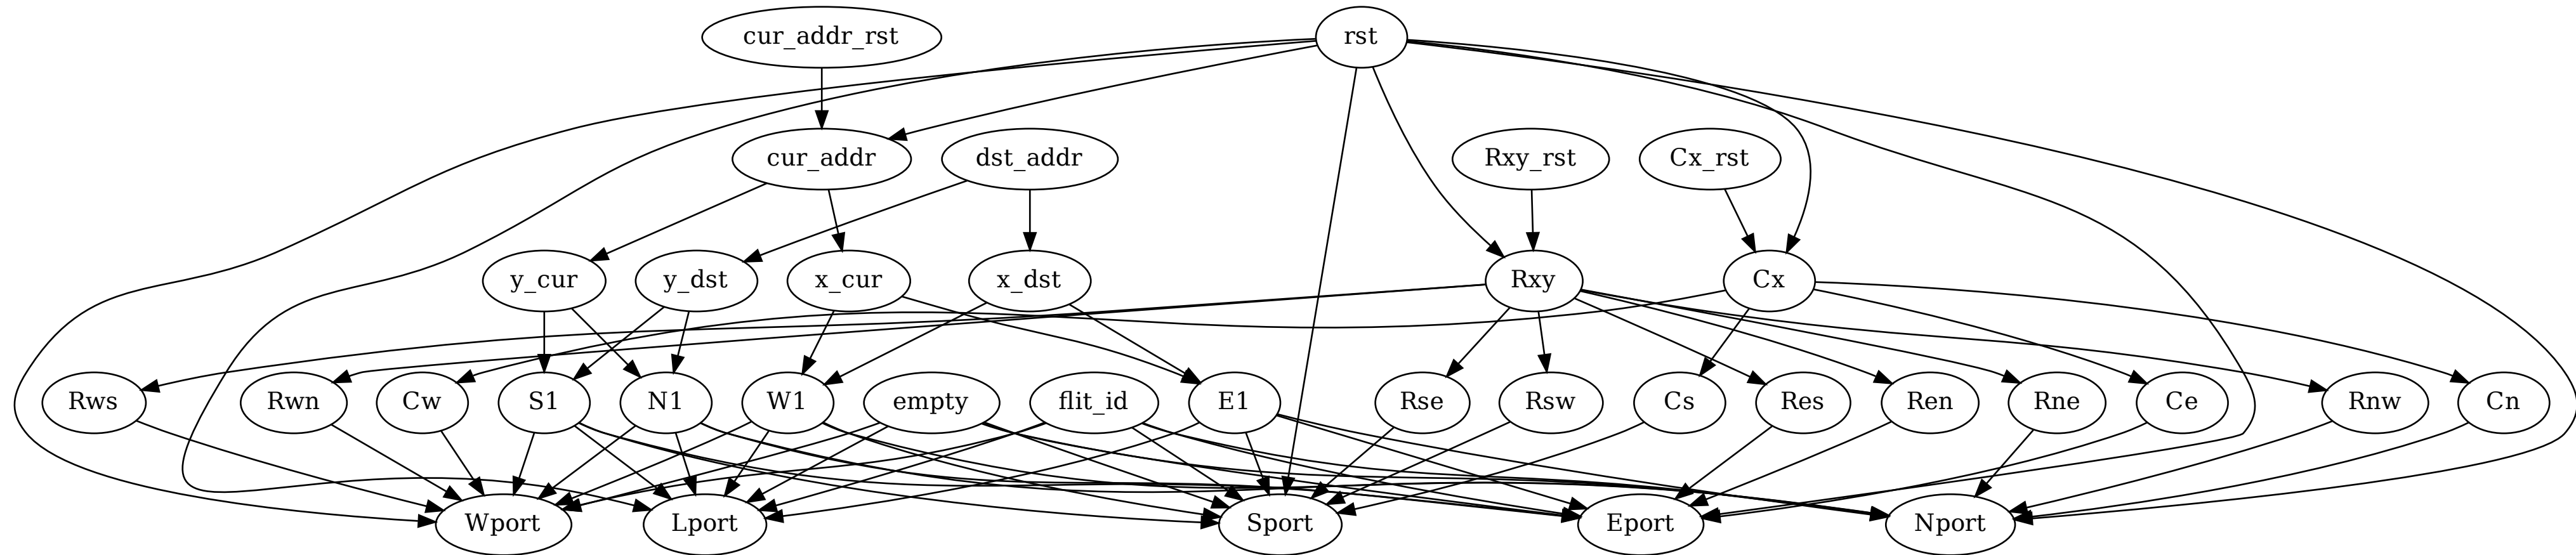 cur_addr_rst
rst
cur_addr
dst_addr
Rxy_rst
Cx_rst
y_cur
y_dst
x_cur
x_dst
Rxy
Cx
Rws
Rwn
Cw
S1
N1
W1
empty
flit_id
E1
Rse
Rsw
Cs
Res
Ren
Rne
Ce
Rnw
Cn
Wport
Lport
Sport
Eport
Nport